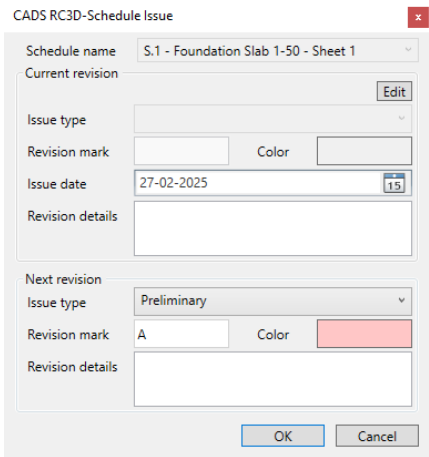 CADS RC3D-Schedule Issue
x
Schedule name S.1 - Foundation Slab 1-50 - Sheet 1
Current revision
Edit
Issue type
Revision mark Color
Issue date 27-02-2025 15
Revision details
Next revision
Issue type Preliminary
Revision mark A Color
Revision details
OK Cancel